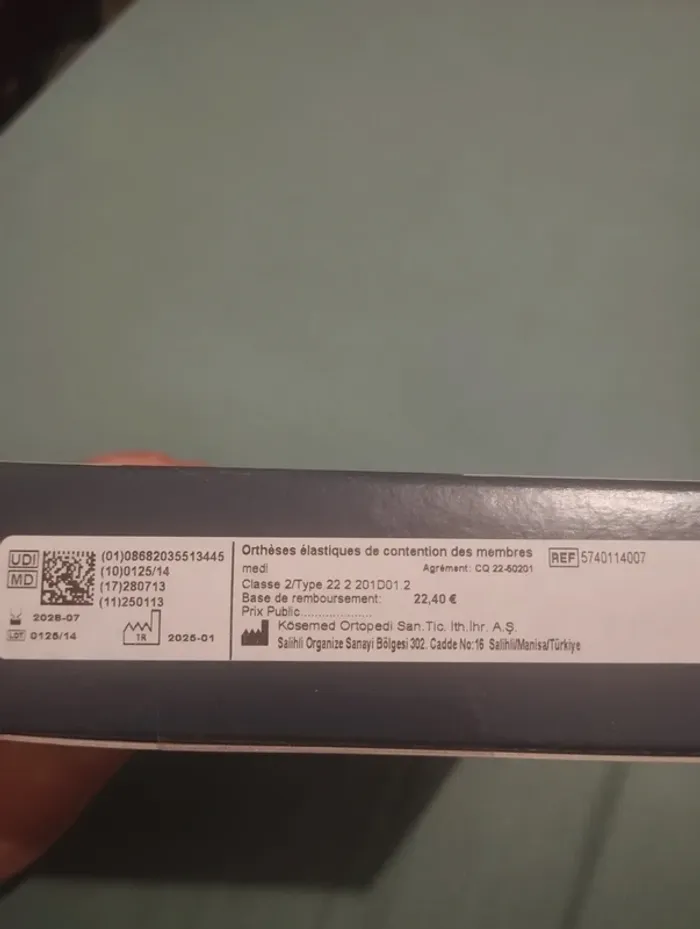 UDI
MD
(01)08682035513445
(10)0125/14
(17)280713
(11)250113
2028-07
LOT 0125/14
TR
2025-01
Orthèses élastiques de contention des membres
REF 5740114007
medi
Agrément: CQ 22-50201
Classe 2/Type 22 2 201D01.2
Base de remboursement: 22,40 €
Prix Public......................
Kösemed Ortopedi San.Tic. Ith.Ihr. A.Ş.
Salihli Organize Sanayi Bölgesi 302. Cadde No:16 Salihli/Manisa/Türkiye